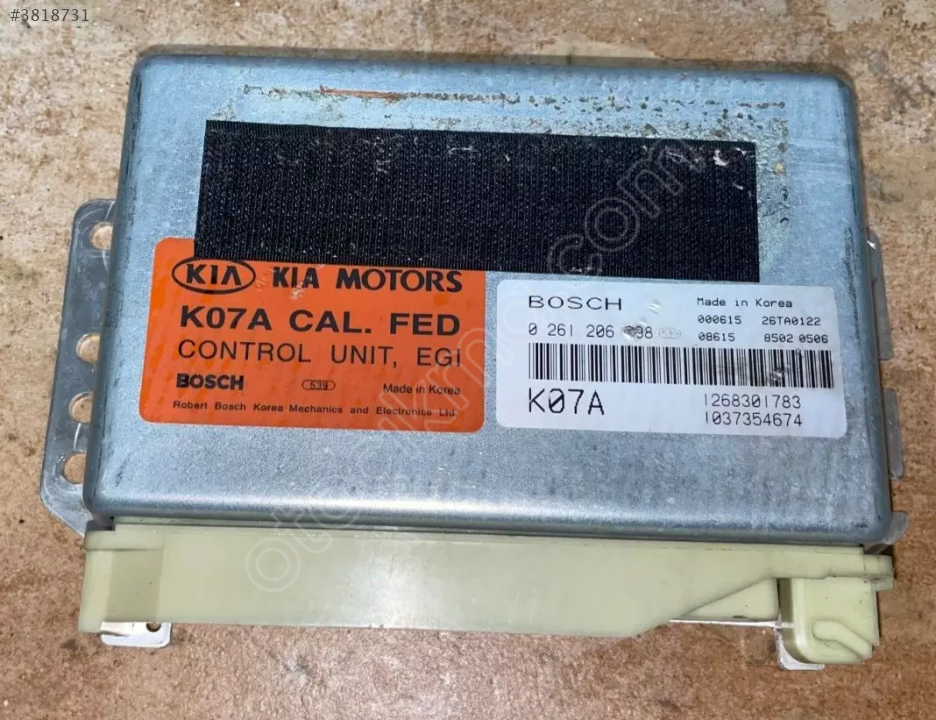 #3818731
KIA KIA MOTORS
K07A CAL. FED
CONTROL UNIT, EGI
BOSCH 539 Made in Korea
Robert Bosch Korea Mechanics and Electronics Ltd.
BOSCH Made in Korea
0 261 206 000615 26TA0122
08615 8502 0506
K07A 1268301783
1037354674